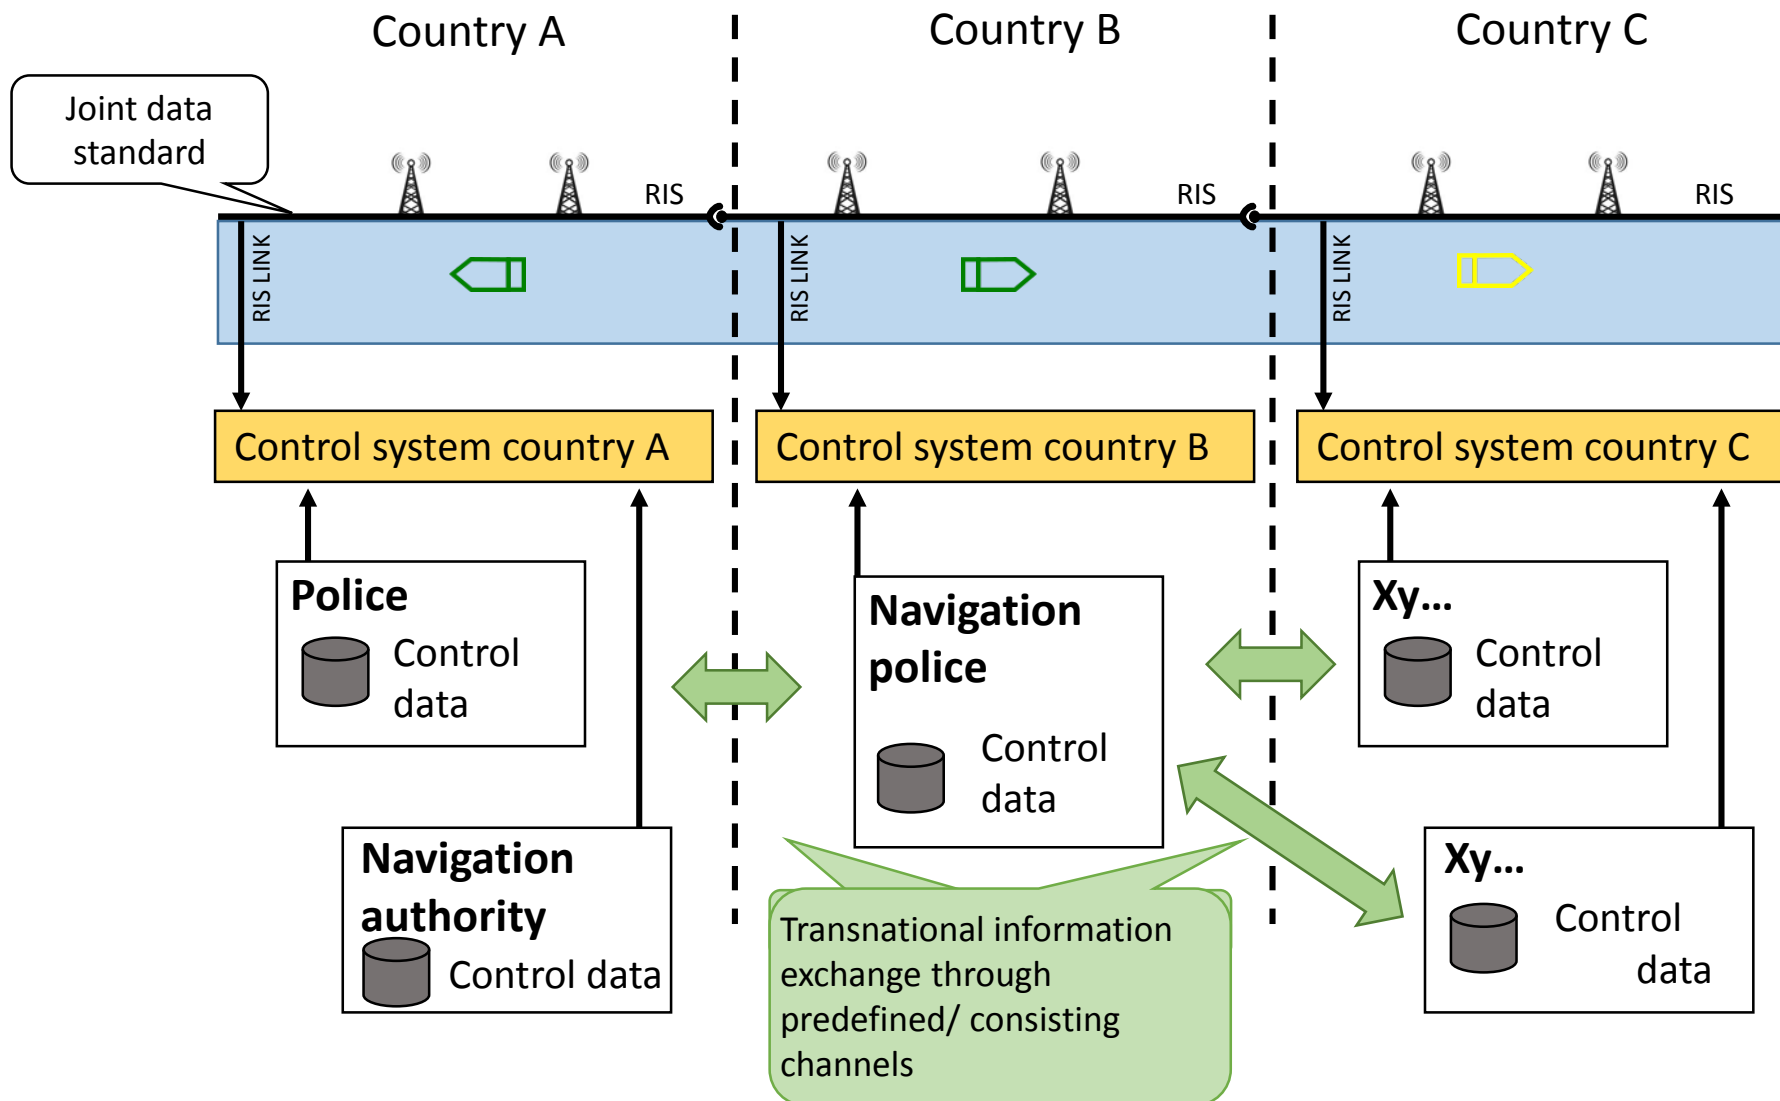 Country A
Country B
Country C
Joint data
standard
RIS
RIS
RIS
RIS LINK
RIS LINK
RIS LINK
Control system country A
Control system country B
Control system country C
Police
Control
data
Navigation
police
Control
data
Xy...
Control
data
Navigation
authority
Control data
Xy...
Control
data
Transnational information
exchange through
predefined/ consisting
channels